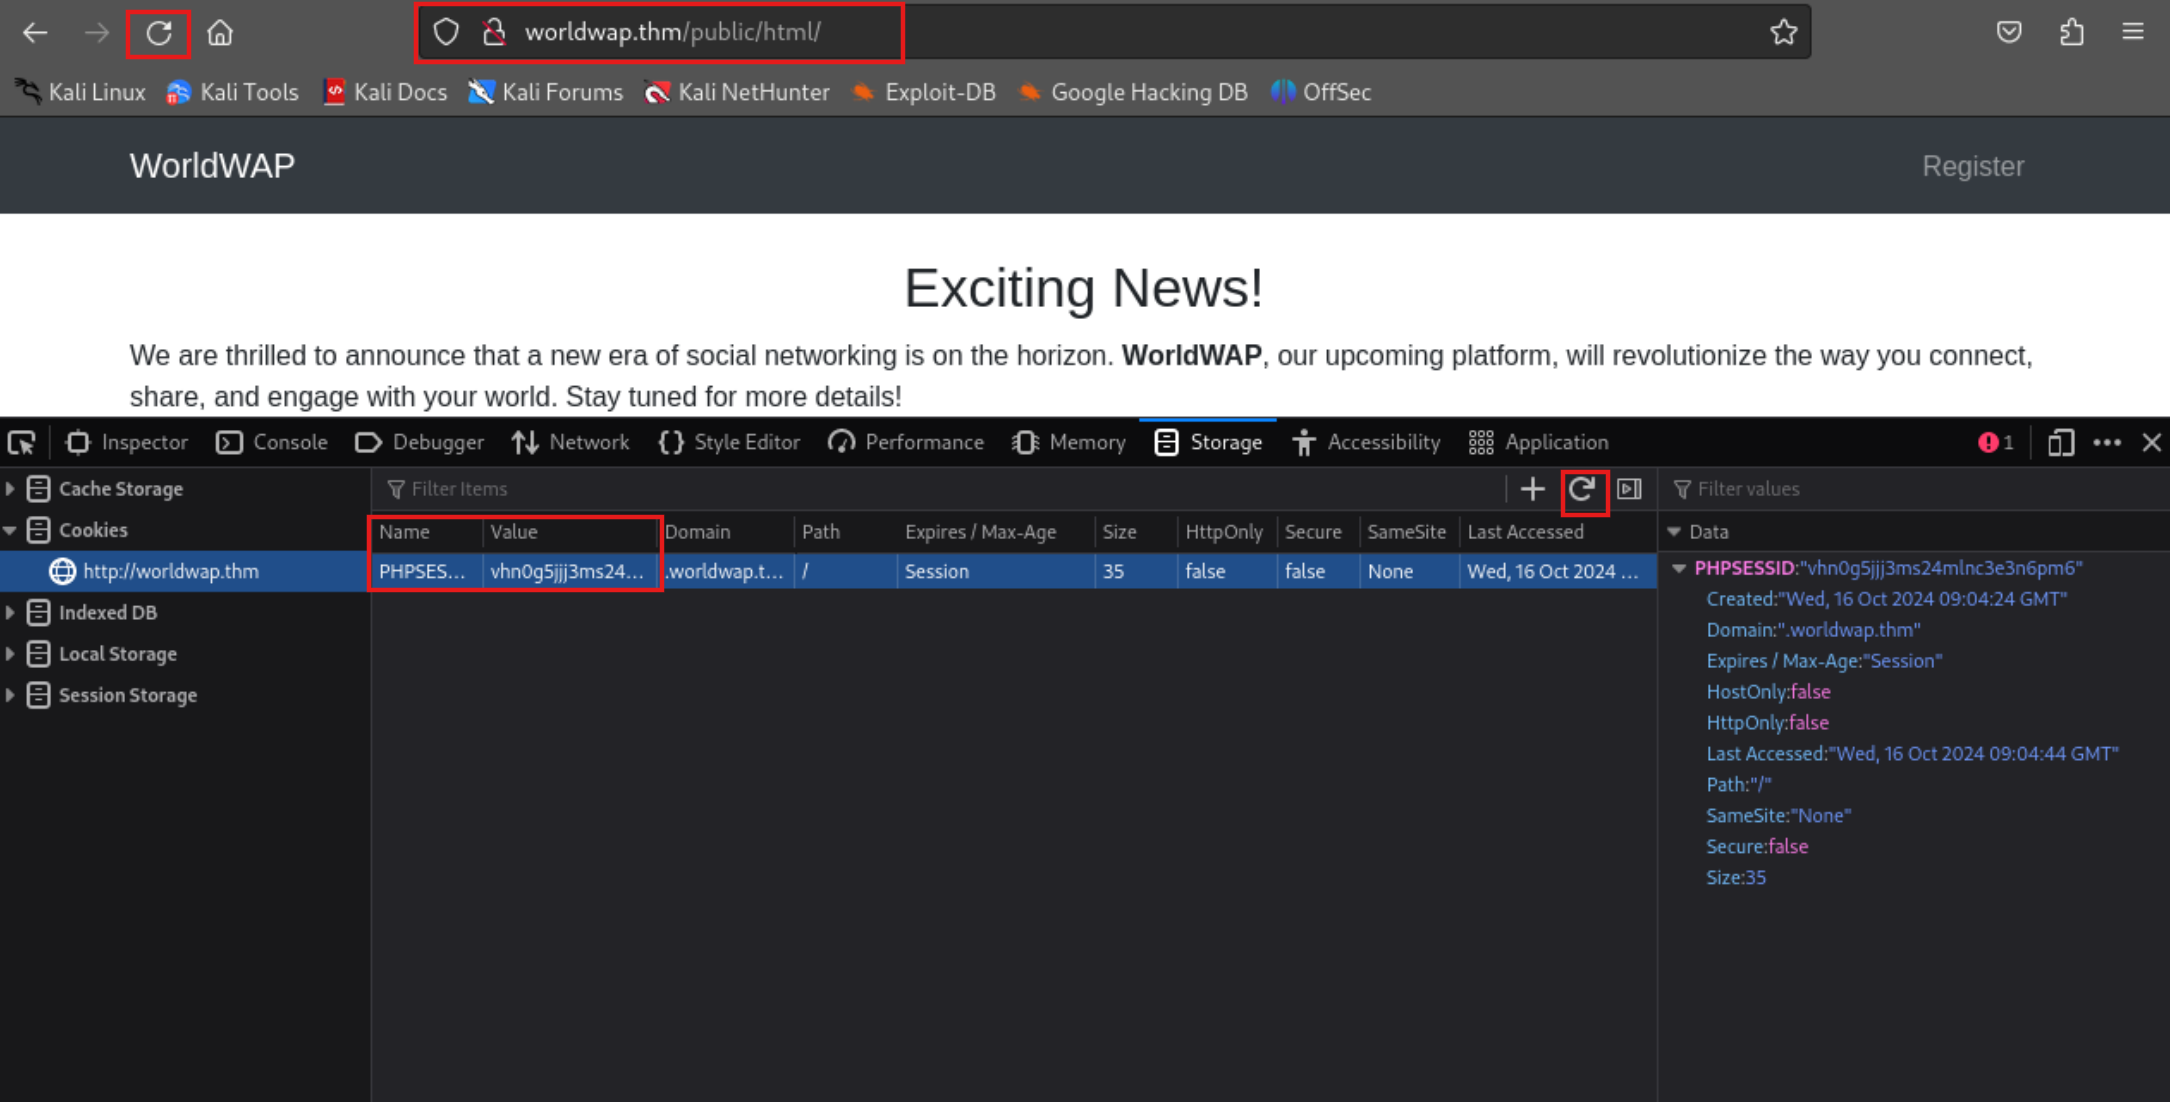 worldwap.thm/public/html/
Kali Linux Kali Tools Kali Docs Kali Forums Kali NetHunter Exploit-DB Google Hacking DB OffSec
WorldWAP Register
Exciting News!
We are thrilled to announce that a new era of social networking is on the horizon. WorldWAP, our upcoming platform, will revolutionize the way you connect,
share, and engage with your world. Stay tuned for more details!
Inspector Console Debugger Network Style Editor Performance Memory Storage Accessibility Application 1
Cache Storage
Cookies
http://worldwap.thm
Indexed DB
Local Storage
Session Storage
Filter Items
Name Value Domain Path Expires / Max-Age Size HttpOnly Secure SameSite Last Accessed
PHPSES... vhn0g5jjj3ms24... .worldwap.t... / Session 35 false false None Wed, 16 Oct 2024 ...
Filter values
Data
PHPSESSID:"vhn0g5jjj3ms24mlnc3e3n6pm6"
Created:"Wed, 16 Oct 2024 09:04:24 GMT"
Domain:".worldwap.thm"
Expires / Max-Age:"Session"
HostOnly:false
HttpOnly:false
Last Accessed:"Wed, 16 Oct 2024 09:04:44 GMT"
Path:"/"
SameSite:"None"
Secure:false
Size:35